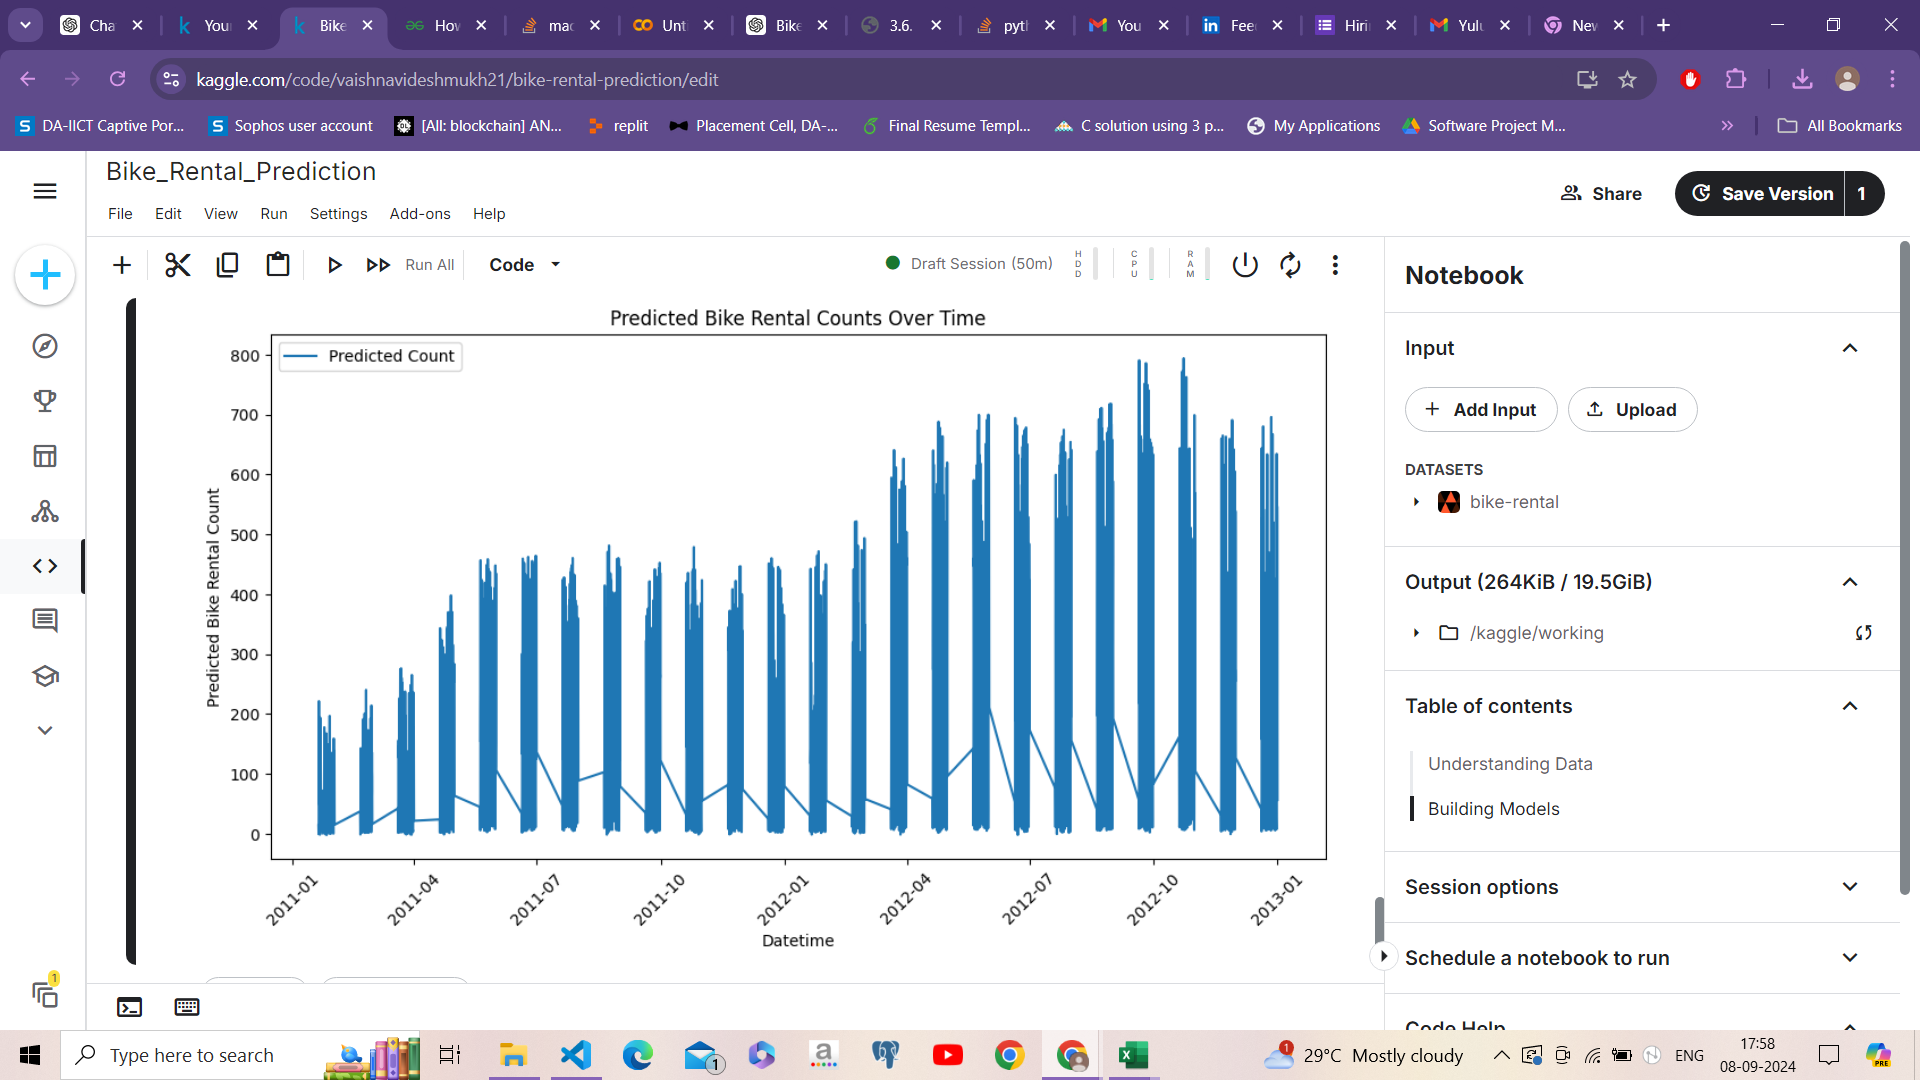 Cha
You
Bike
How
mac
Unt
Bike
3.6.
pyth
You
Fee
Hiri
Yulu
New
kaggle.com/code/vaishnavideshmukh21/bike-rental-prediction/edit
DA-IICT Captive Por...
Sophos user account
[All: blockchain] AN...
replit
Placement Cell, DA-...
Final Resume Templ...
C solution using 3 p...
My Applications
Software Project M...
All Bookmarks
Bike_Rental_Prediction
File Edit View Run Settings Add-ons Help
Share
Save Version 1
Run All
Code
Draft Session (50m)
HDD
CPU
RAM
Predicted Bike Rental Counts Over Time
Predicted Count
Predicted Bike Rental Count
800
700
600
500
400
300
200
100
0
2011-01
2011-04
2011-07
2011-10
2012-01
2012-04
2012-07
2012-10
2013-01
Datetime
Notebook
Input
Add Input
Upload
DATASETS
bike-rental
Output (264KiB / 19.5GiB)
/kaggle/working
Table of contents
Understanding Data
Building Models
Session options
Schedule a notebook to run
Code Help
1
Type here to search
1
1
29°C Mostly cloudy
ENG
17:58
08-09-2024
PRE